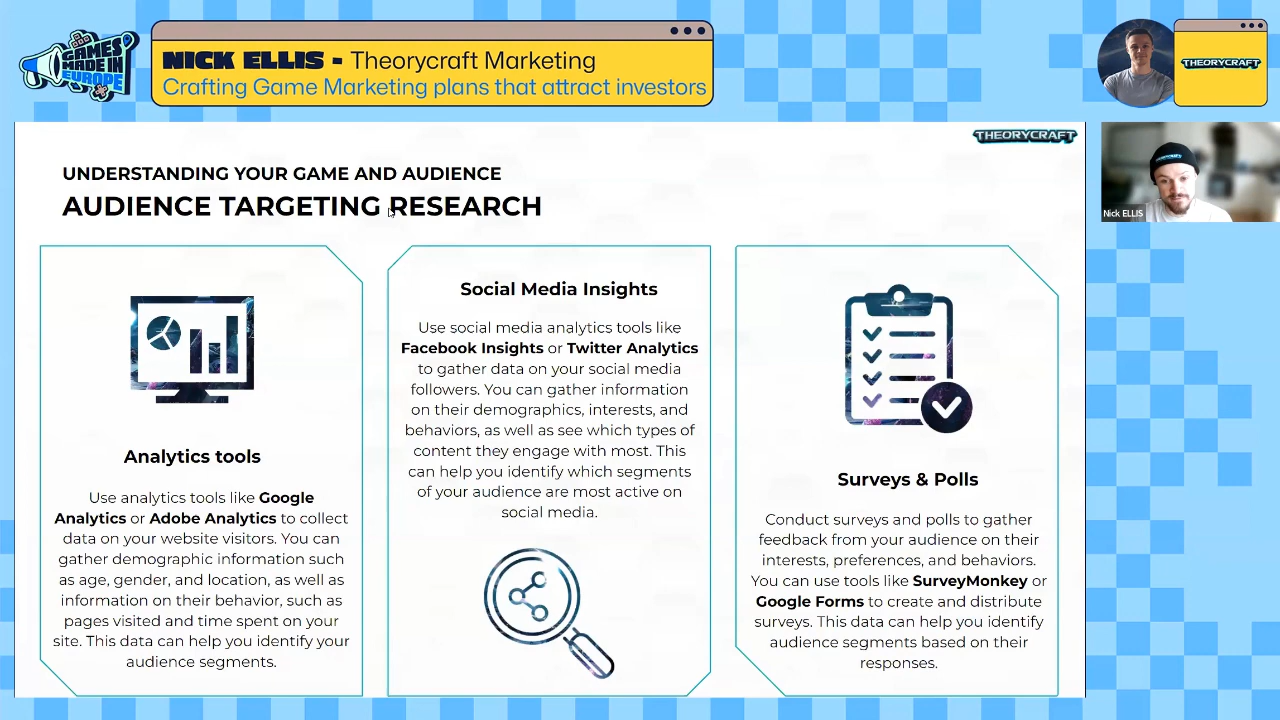 GAMES
MADE IN
EUROPE
NICK ELLIS - Theorycraft Marketing
Crafting Game Marketing plans that attract investors
THEORYCRAFT
THEORYCRAFT
UNDERSTANDING YOUR GAME AND AUDIENCE
AUDIENCE TARGETING RESEARCH
Nick ELLIS
Analytics tools
Use analytics tools like Google
Analytics or Adobe Analytics to collect
data on your website visitors. You can
gather demographic information such
as age, gender, and location, as well as
information on their behavior, such as
pages visited and time spent on your
site. This data can help you identify your
audience segments.
Social Media Insights
Use social media analytics tools like
Facebook Insights or Twitter Analytics
to gather data on your social media
followers. You can gather information
on their demographics, interests, and
behaviors, as well as see which types of
content they engage with most. This
can help you identify which segments
of your audience are most active on
social media.
Surveys & Polls
Conduct surveys and polls to gather
feedback from your audience on their
interests, preferences, and behaviors.
You can use tools like SurveyMonkey or
Google Forms to create and distribute
surveys. This data can help you identify
audience segments based on their
responses.